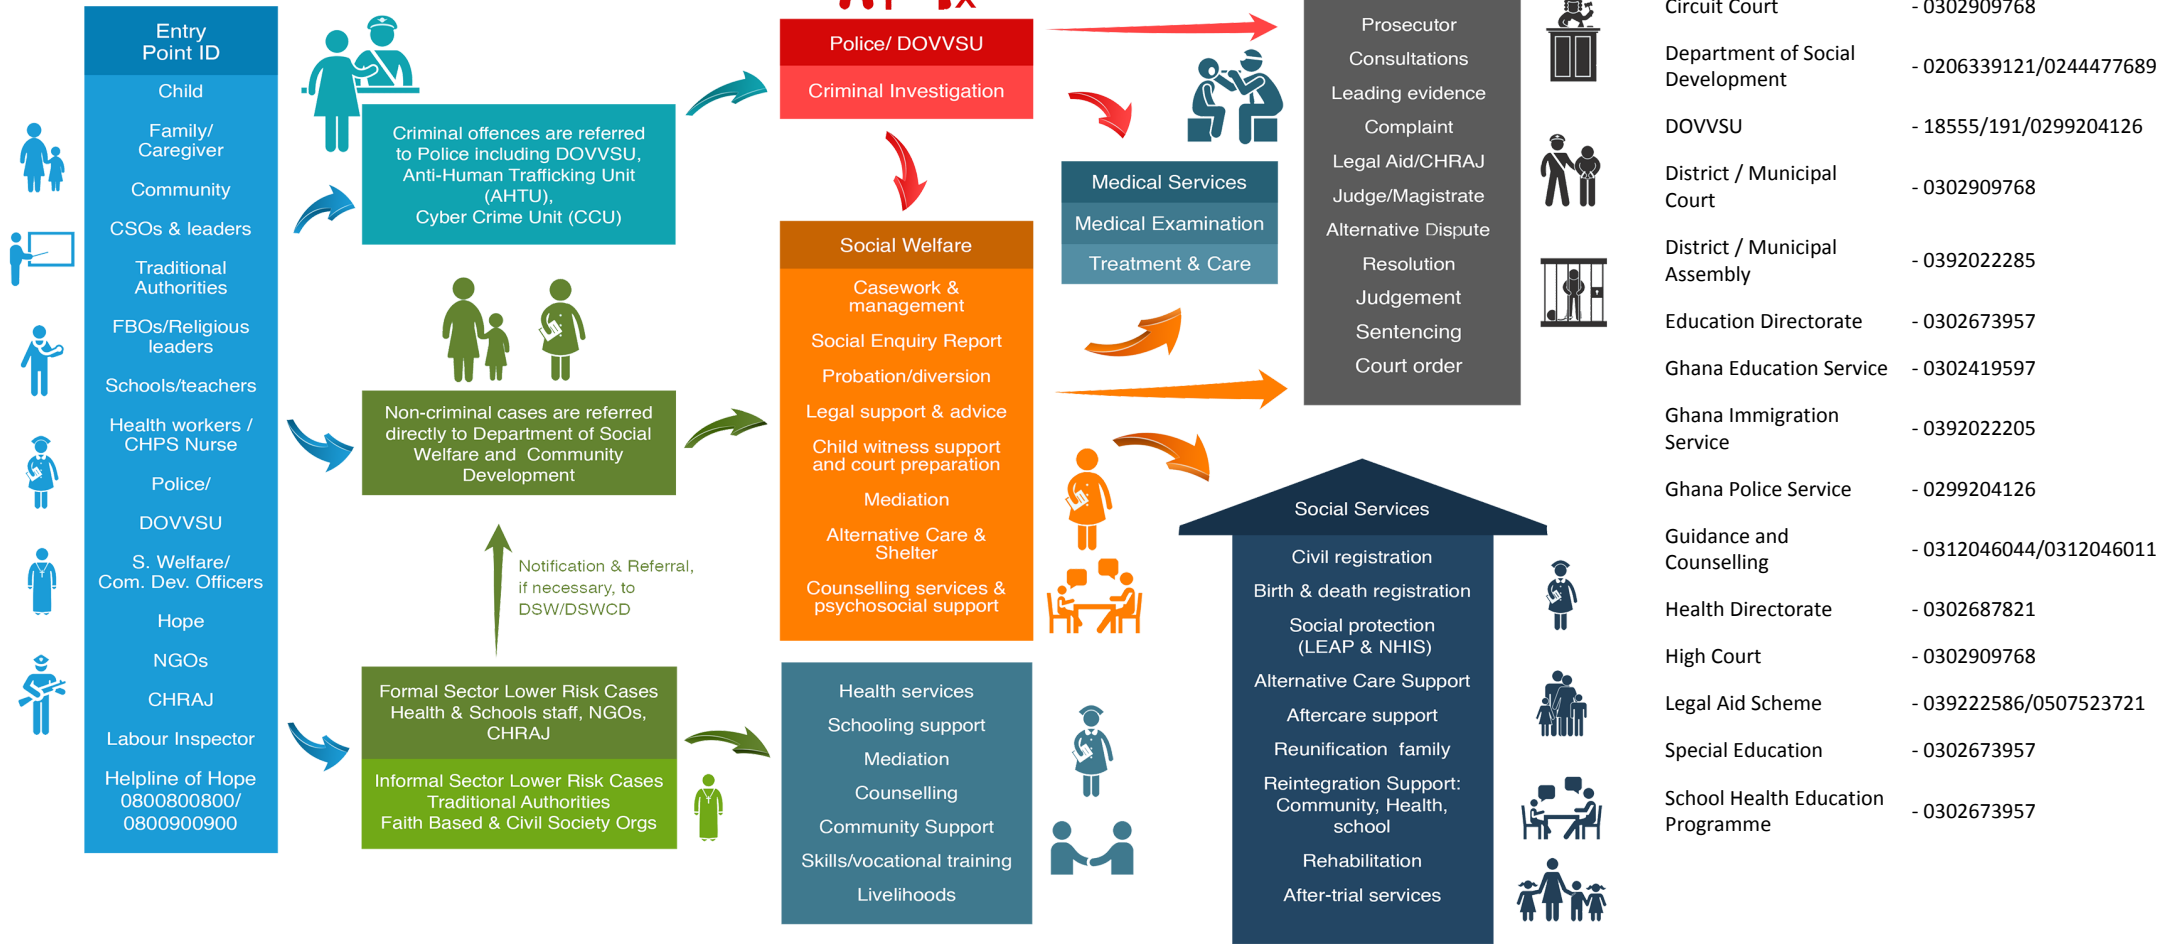 Entry
Point ID
Child
Family/
Caregiver
Community
CSOs & leaders
Traditional
Authorities
FBOs/Religious
leaders
Schools/teachers
Health workers /
CHPS Nurse
Police/
DOVVSU
S. Welfare/
Com. Dev. Officers
Hope
NGOs
CHRAJ
Labour Inspector
Helpline of Hope
0800800800/
0800900900
Criminal offences are referred
to Police including DOVVSU,
Anti-Human Trafficking Unit
(AHTU),
Cyber Crime Unit (CCU)
Non-criminal cases are referred
directly to Department of Social
Welfare and Community
Development
Notification & Referral,
if necessary, to
DSW/DSWCD
Formal Sector Lower Risk Cases
Health & Schools staff, NGOs,
CHRAJ
Informal Sector Lower Risk Cases
Traditional Authorities
Faith Based & Civil Society Orgs
Police/ DOVVSU
Criminal Investigation
Social Welfare
Casework &
management
Social Enquiry Report
Probation/diversion
Legal support & advice
Child witness support
and court preparation
Mediation
Alternative Care &
Shelter
Counselling services &
psychosocial support
Health services
Schooling support
Mediation
Counselling
Community Support
Skills/vocational training
Livelihoods
Medical Services
Medical Examination
Treatment & Care
Prosecutor
Consultations
Leading evidence
Complaint
Legal Aid/CHRAJ
Judge/Magistrate
Alternative Dispute
Resolution
Judgement
Sentencing
Court order
Social Services
Civil registration
Birth & death registration
Social protection
(LEAP & NHIS)
Alternative Care Support
Aftercare support
Reunification family
Reintegration Support:
Community, Health,
school
Rehabilitation
After-trial services
Circuit Court - 0302909768
Department of Social
Development - 0206339121/0244477689
DOVVSU - 18555/191/0299204126
District / Municipal
Court - 0302909768
District / Municipal
Assembly - 0392022285
Education Directorate - 0302673957
Ghana Education Service - 0302419597
Ghana Immigration
Service - 0392022205
Ghana Police Service - 0299204126
Guidance and
Counselling - 0312046044/0312046011
Health Directorate - 0302687821
High Court - 0302909768
Legal Aid Scheme - 039222586/0507523721
Special Education - 0302673957
School Health Education
Programme - 0302673957